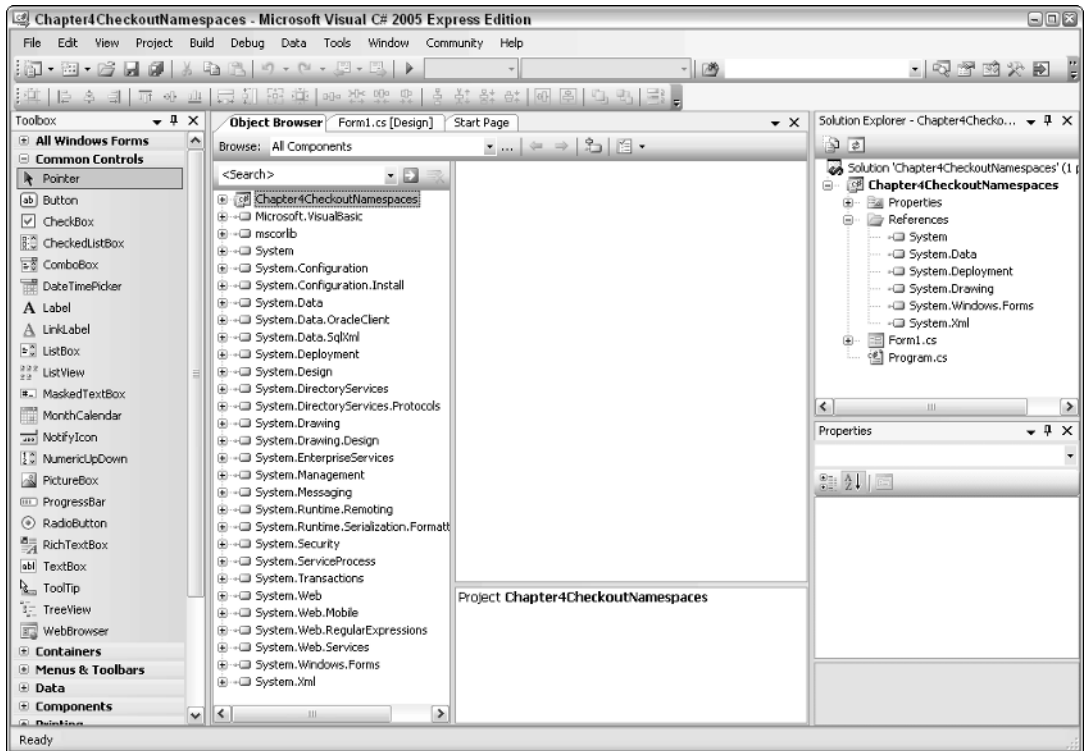 Chapter4CheckoutNamespaces - Microsoft Visual C# 2005 Express Edition
File Edit View Project Build Debug Data Tools Window Community Help
Toolbox
All Windows Forms
Common Controls
Pointer
Button
CheckBox
CheckedListBox
ComboBox
DateTimePicker
Label
LinkLabel
ListBox
ListView
MaskedTextBox
MonthCalendar
NotifyIcon
NumericUpDown
PictureBox
ProgressBar
RadioButton
RichTextBox
TextBox
ToolTip
TreeView
WebBrowser
Containers
Menus & Toolbars
Data
Components
Printing
Object Browser Form1.cs [Design] Start Page
Browse: All Components
<Search>
Chapter4CheckoutNamespaces
Microsoft.VisualBasic
mscorlib
System
System.Configuration
System.Configuration.Install
System.Data
System.Data.OracleClient
System.Data.SqlXml
System.Deployment
System.Design
System.DirectoryServices
System.DirectoryServices.Protocols
System.Drawing
System.Drawing.Design
System.EnterpriseServices
System.Management
System.Messaging
System.Runtime.Remoting
System.Runtime.Serialization.Formatt
System.Security
System.ServiceProcess
System.Transactions
System.Web
System.Web.Mobile
System.Web.RegularExpressions
System.Web.Services
System.Windows.Forms
System.Xml
Project Chapter4CheckoutNamespaces
Solution Explorer - Chapter4Checko...
Solution 'Chapter4CheckoutNamespaces' (1 p
Chapter4CheckoutNamespaces
Properties
References
System
System.Data
System.Deployment
System.Drawing
System.Windows.Forms
System.Xml
Form1.cs
Program.cs
Properties
Ready